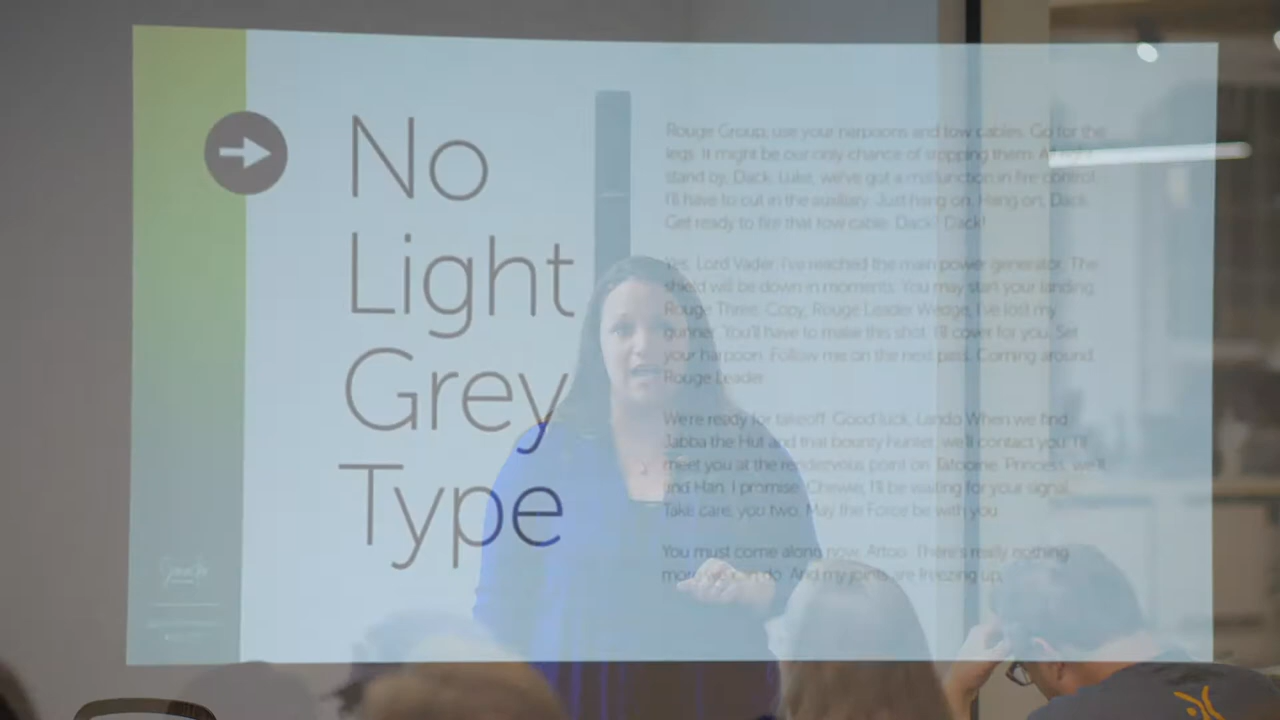 No
Light
Grey
Type
Rouge Group, use your harpoons and tow cables. Go for the
legs. It might be our only chance of stopping them.
stand by. Dack. Luke, we've got a malfunction in fire control.
I'll have to cut in the auxiliary. Just hang on. Hang on, Dack.
Get ready to fire that tow cable. Dack? Dack!
Yes, Lord Vader. I've reached the main power generator. The
shield will be down in moments. You may start your landing.
Rouge Three. Copy, Rouge Leader Wedge, I've lost my
gunner. You'll have to make this shot. I'll cover for you. Set
your harpoon. Follow me on the next pass. Coming around.
Rouge Leader.
We're ready for takeoff. Good luck, Lando When we find
Jabba the Hut and that bounty hunter, we'll contact you. I'll
meet you at the rendezvous point on Tatooine. Princess, we'll
find Han. I promise. Chewie, I'll be waiting for your signal.
Take care, you two. May the Force be with you.
You must come along now, Artoo. There's really nothing
more we can do. And my joints are freezing up.